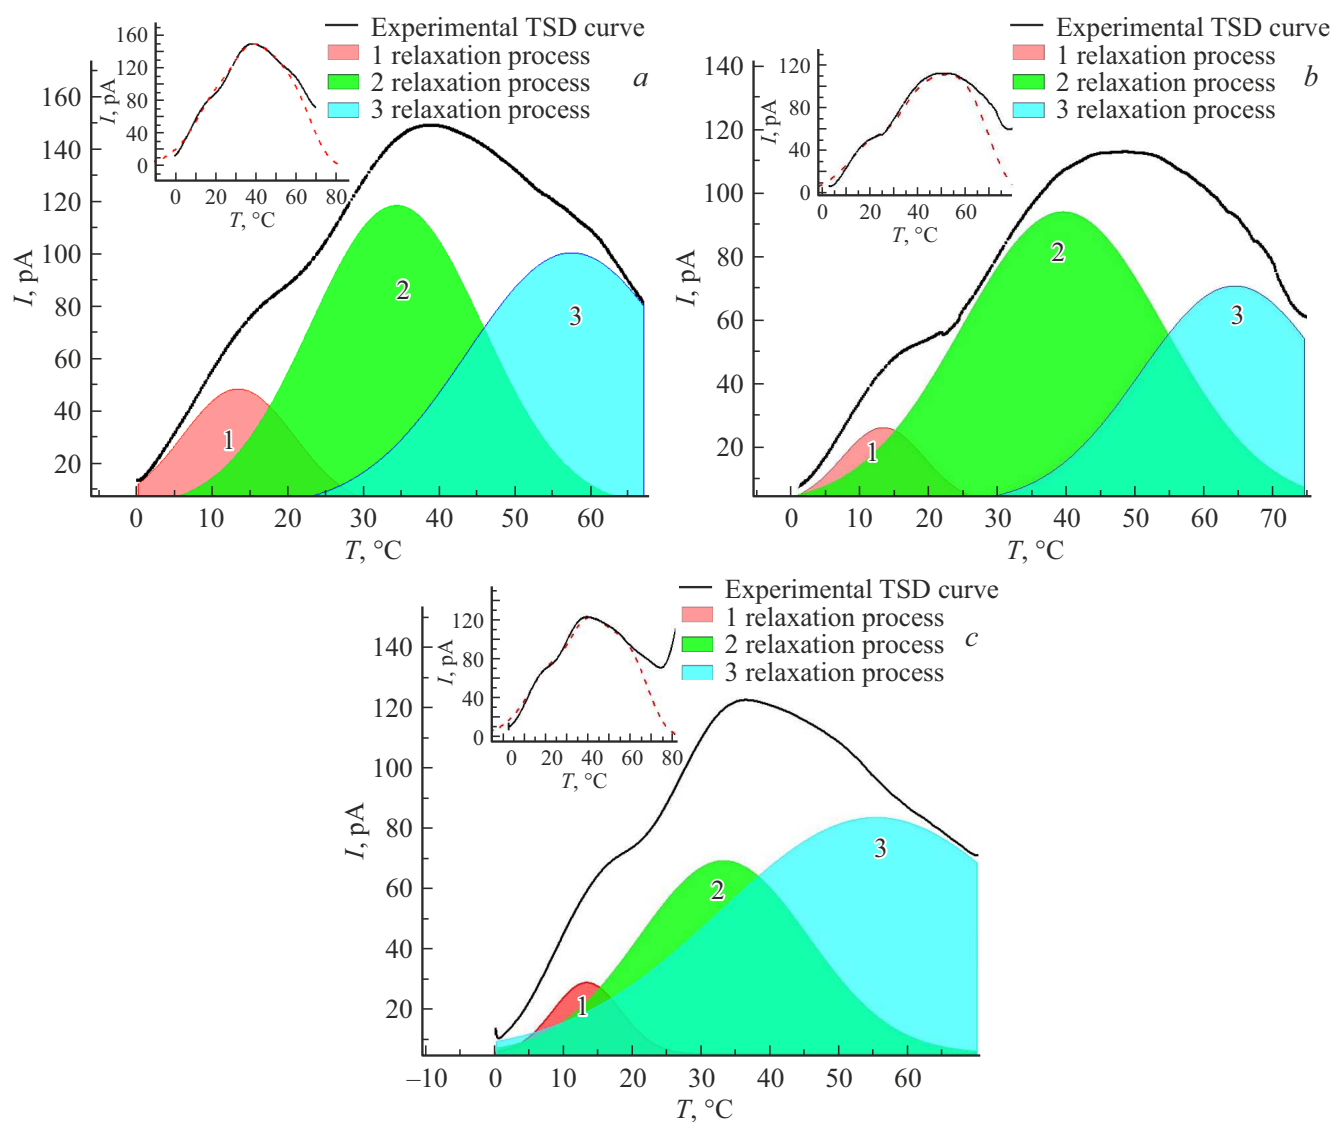 Experimental TSD curve
1 relaxation process
2 relaxation process
3 relaxation process
a
I, pA
160
140
120
100
80
60
40
20
0 10 20 30 40 50 60
T, °C
I, pA
160
120
80
40
0
0 20 40 60 80
T, °C
1
2
3
Experimental TSD curve
1 relaxation process
2 relaxation process
3 relaxation process
b
I, pA
140
120
100
80
60
40
20
0 10 20 30 40 50 60 70
T, °C
I, pA
120
80
40
0
0 20 40 60
T, °C
1
2
3
Experimental TSD curve
1 relaxation process
2 relaxation process
3 relaxation process
c
I, pA
140
120
100
80
60
40
20
–10 0 10 20 30 40 50 60
T, °C
I, pA
120
80
40
0
0 20 40 60 80
T, °C
1
2
3